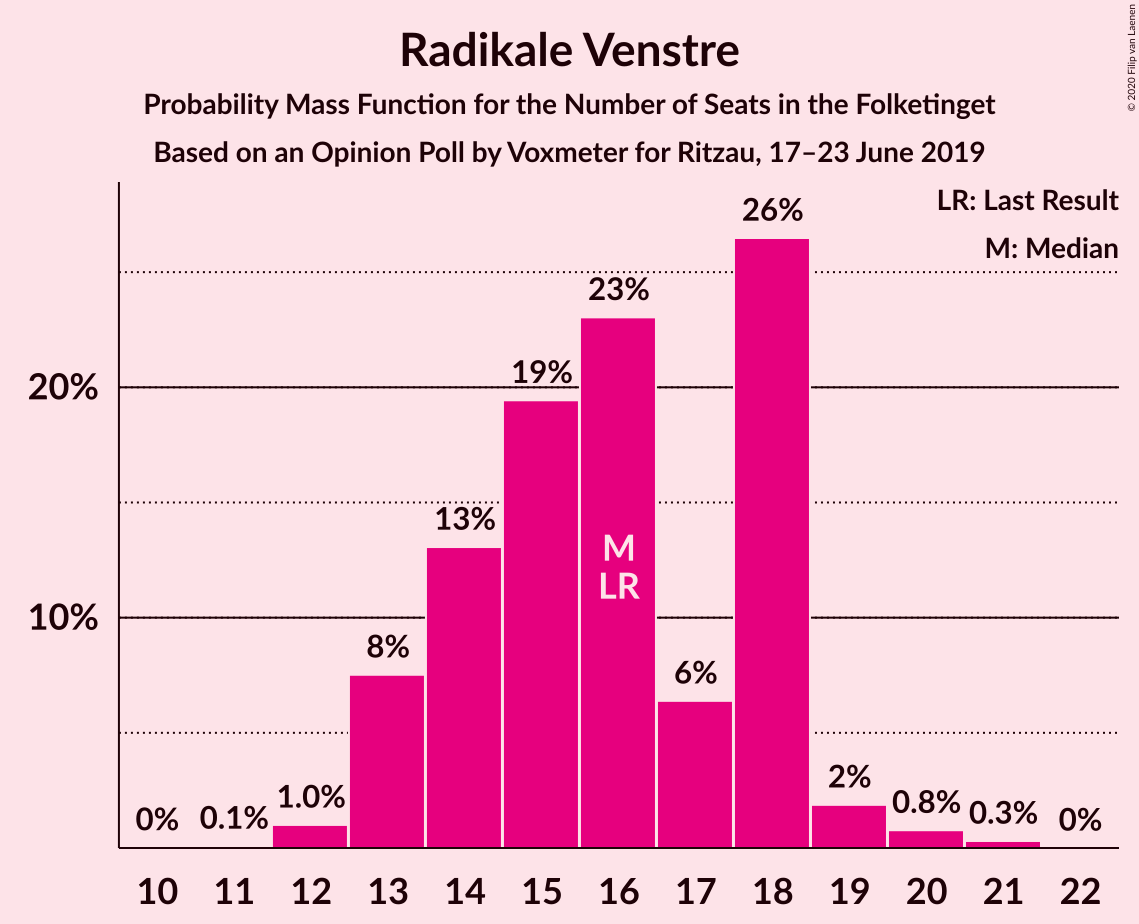 Radikale Venstre
Probability Mass Function for the Number of Seats in the Folketinget
Based on an Opinion Poll by Voxmeter for Ritzau, 17–23 June 2019
© 2020 Filip van Laenen
LR: Last Result
M: Median
20%
10%
0%
0.1%
1.0%
8%
13%
19%
23%
6%
26%
2%
0.8%
0.3%
0%
M
LR
10 11 12 13 14 15 16 17 18 19 20 21 22